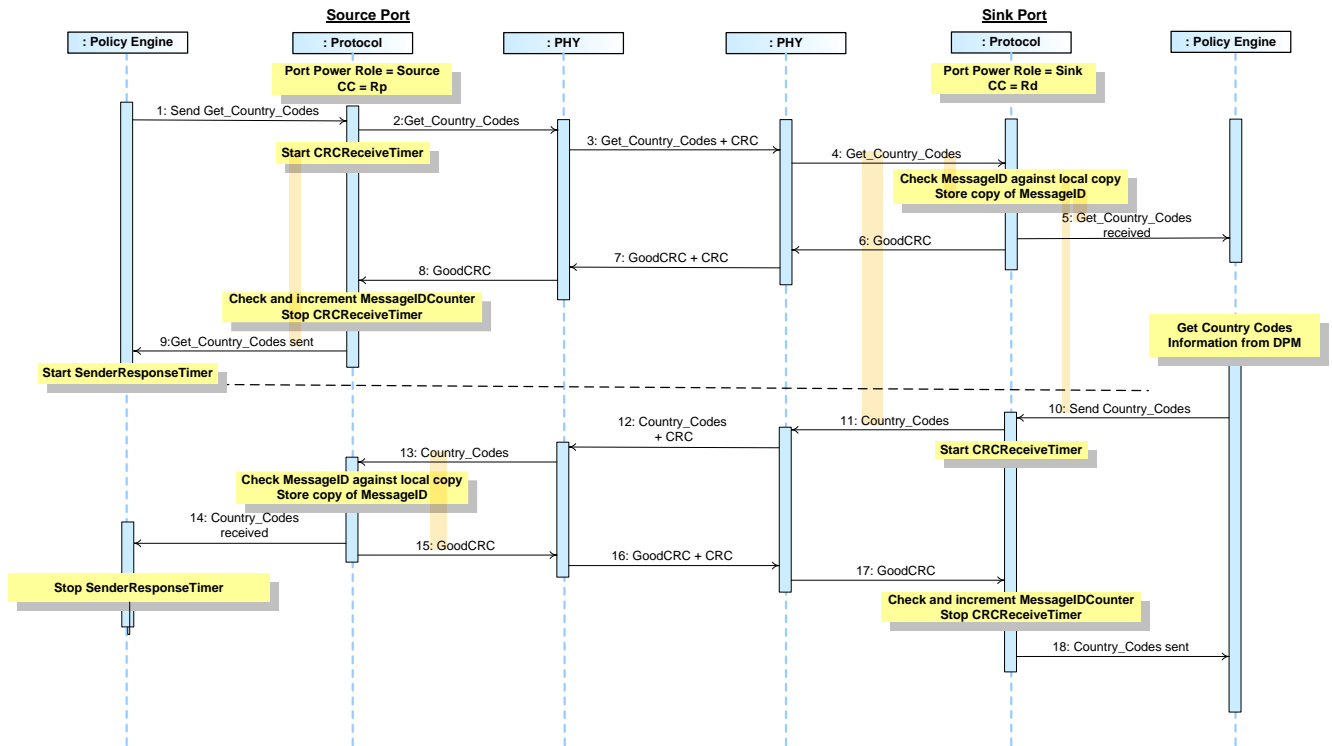 Source Port
Sink Port
: Policy Engine
: Protocol
: PHY
: PHY
: Protocol
: Policy Engine
Port Power Role = Source
CC = Rp
Port Power Role = Sink
CC = Rd
1: Send Get_Country_Codes
2:Get_Country_Codes
Start CRCReceiveTimer
3: Get_Country_Codes + CRC
4: Get_Country_Codes
Check MessageID against local copy
Store copy of MessageID
5: Get_Country_Codes
received
6: GoodCRC
7: GoodCRC + CRC
8: GoodCRC
Check and increment MessageIDCounter
Stop CRCReceiveTimer
9:Get_Country_Codes sent
Start SenderResponseTimer
Get Country Codes
Information from DPM
10: Send Country_Codes
11: Country_Codes
Start CRCReceiveTimer
12: Country_Codes
+ CRC
13: Country_Codes
Check MessageID against local copy
Store copy of MessageID
14: Country_Codes
received
15: GoodCRC
16: GoodCRC + CRC
17: GoodCRC
Stop SenderResponseTimer
Check and increment MessageIDCounter
Stop CRCReceiveTimer
18: Country_Codes sent